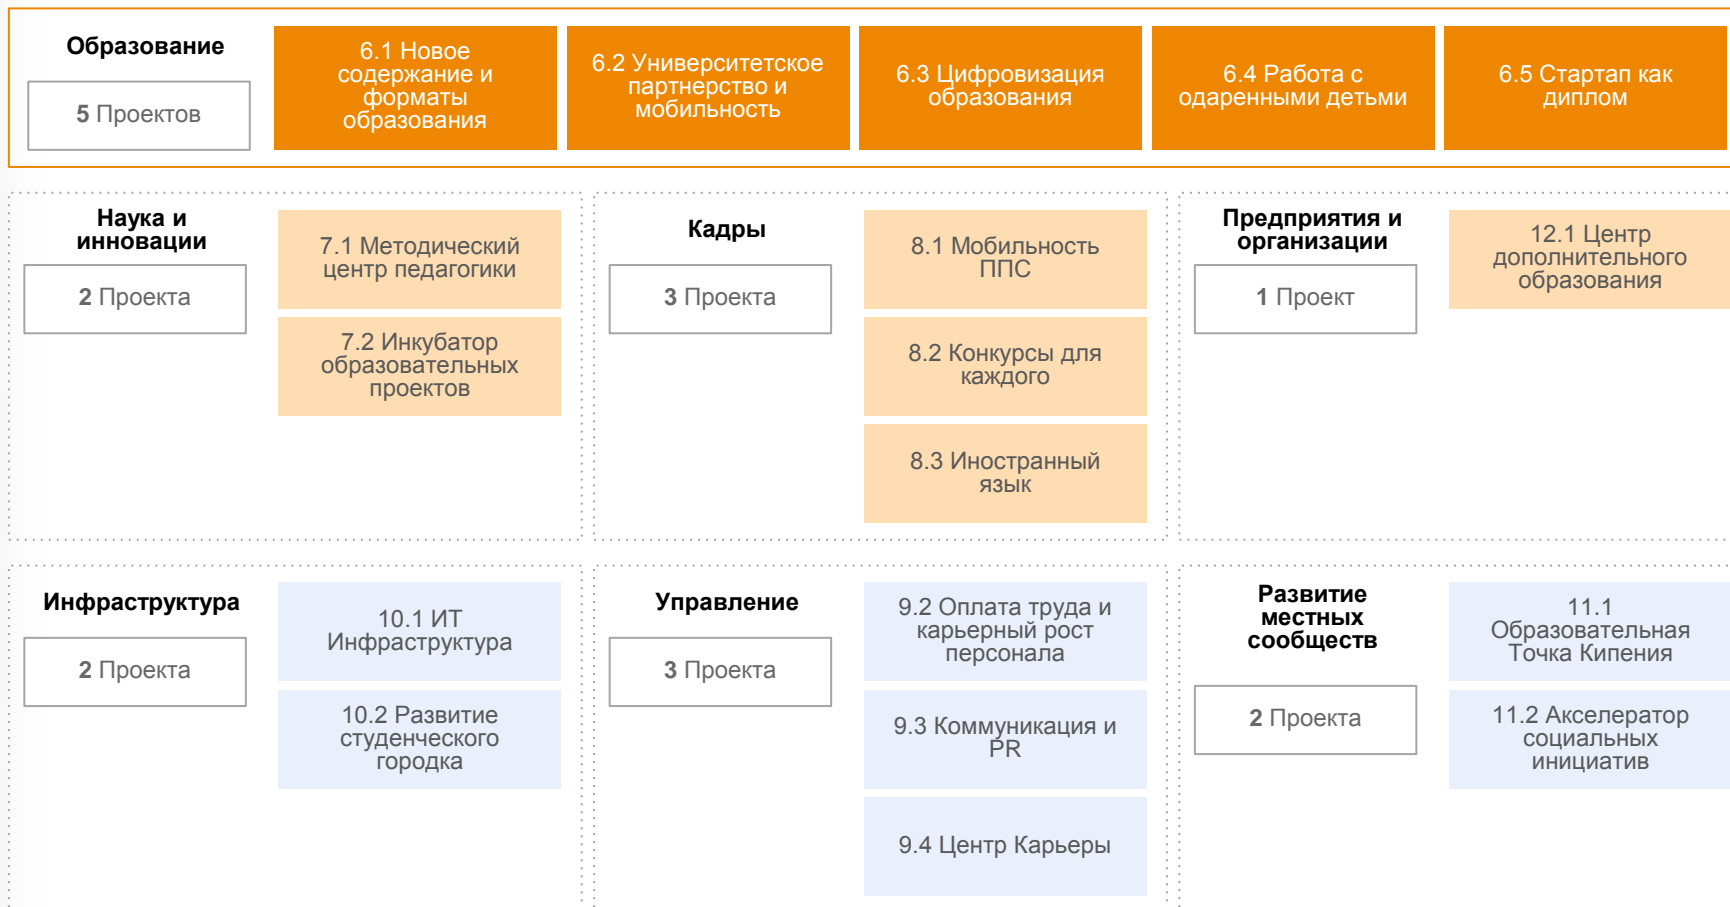 Образование
5 Проектов
6.1 Новое
содержание и
форматы
образования
6.2 Университетское
партнерство и
мобильность
6.3 Цифровизация
образования
6.4 Работа с
одаренными детьми
6.5 Стартап как
диплом
Наука и
инновации
2 Проекта
7.1 Методический
центр педагогики
7.2 Инкубатор
образовательных
проектов
Кадры
3 Проекта
8.1 Мобильность
ППС
8.2 Конкурсы для
каждого
8.3 Иностранный
язык
Предприятия и
организации
1 Проект
12.1 Центр
дополнительного
образования
Инфраструктура
2 Проекта
10.1 ИТ
Инфраструктура
10.2 Развитие
студенческого
городка
Управление
3 Проекта
9.2 Оплата труда и
карьерный рост
персонала
9.3 Коммуникация и
PR
9.4 Центр Карьеры
Развитие
местных
сообществ
2 Проекта
11.1
Образовательная
Точка Кипения
11.2 Акселератор
социальных
инициатив